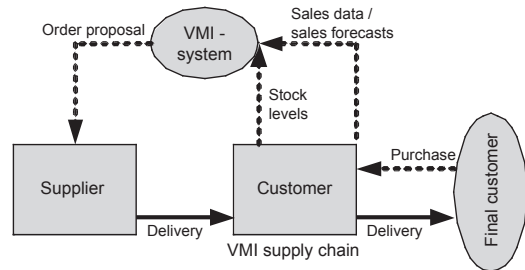 Order proposal
VMI -
system
Sales data /
sales forecasts
Stock
levels
Supplier
Customer
Purchase
Final customer
Delivery
Delivery
VMI supply chain